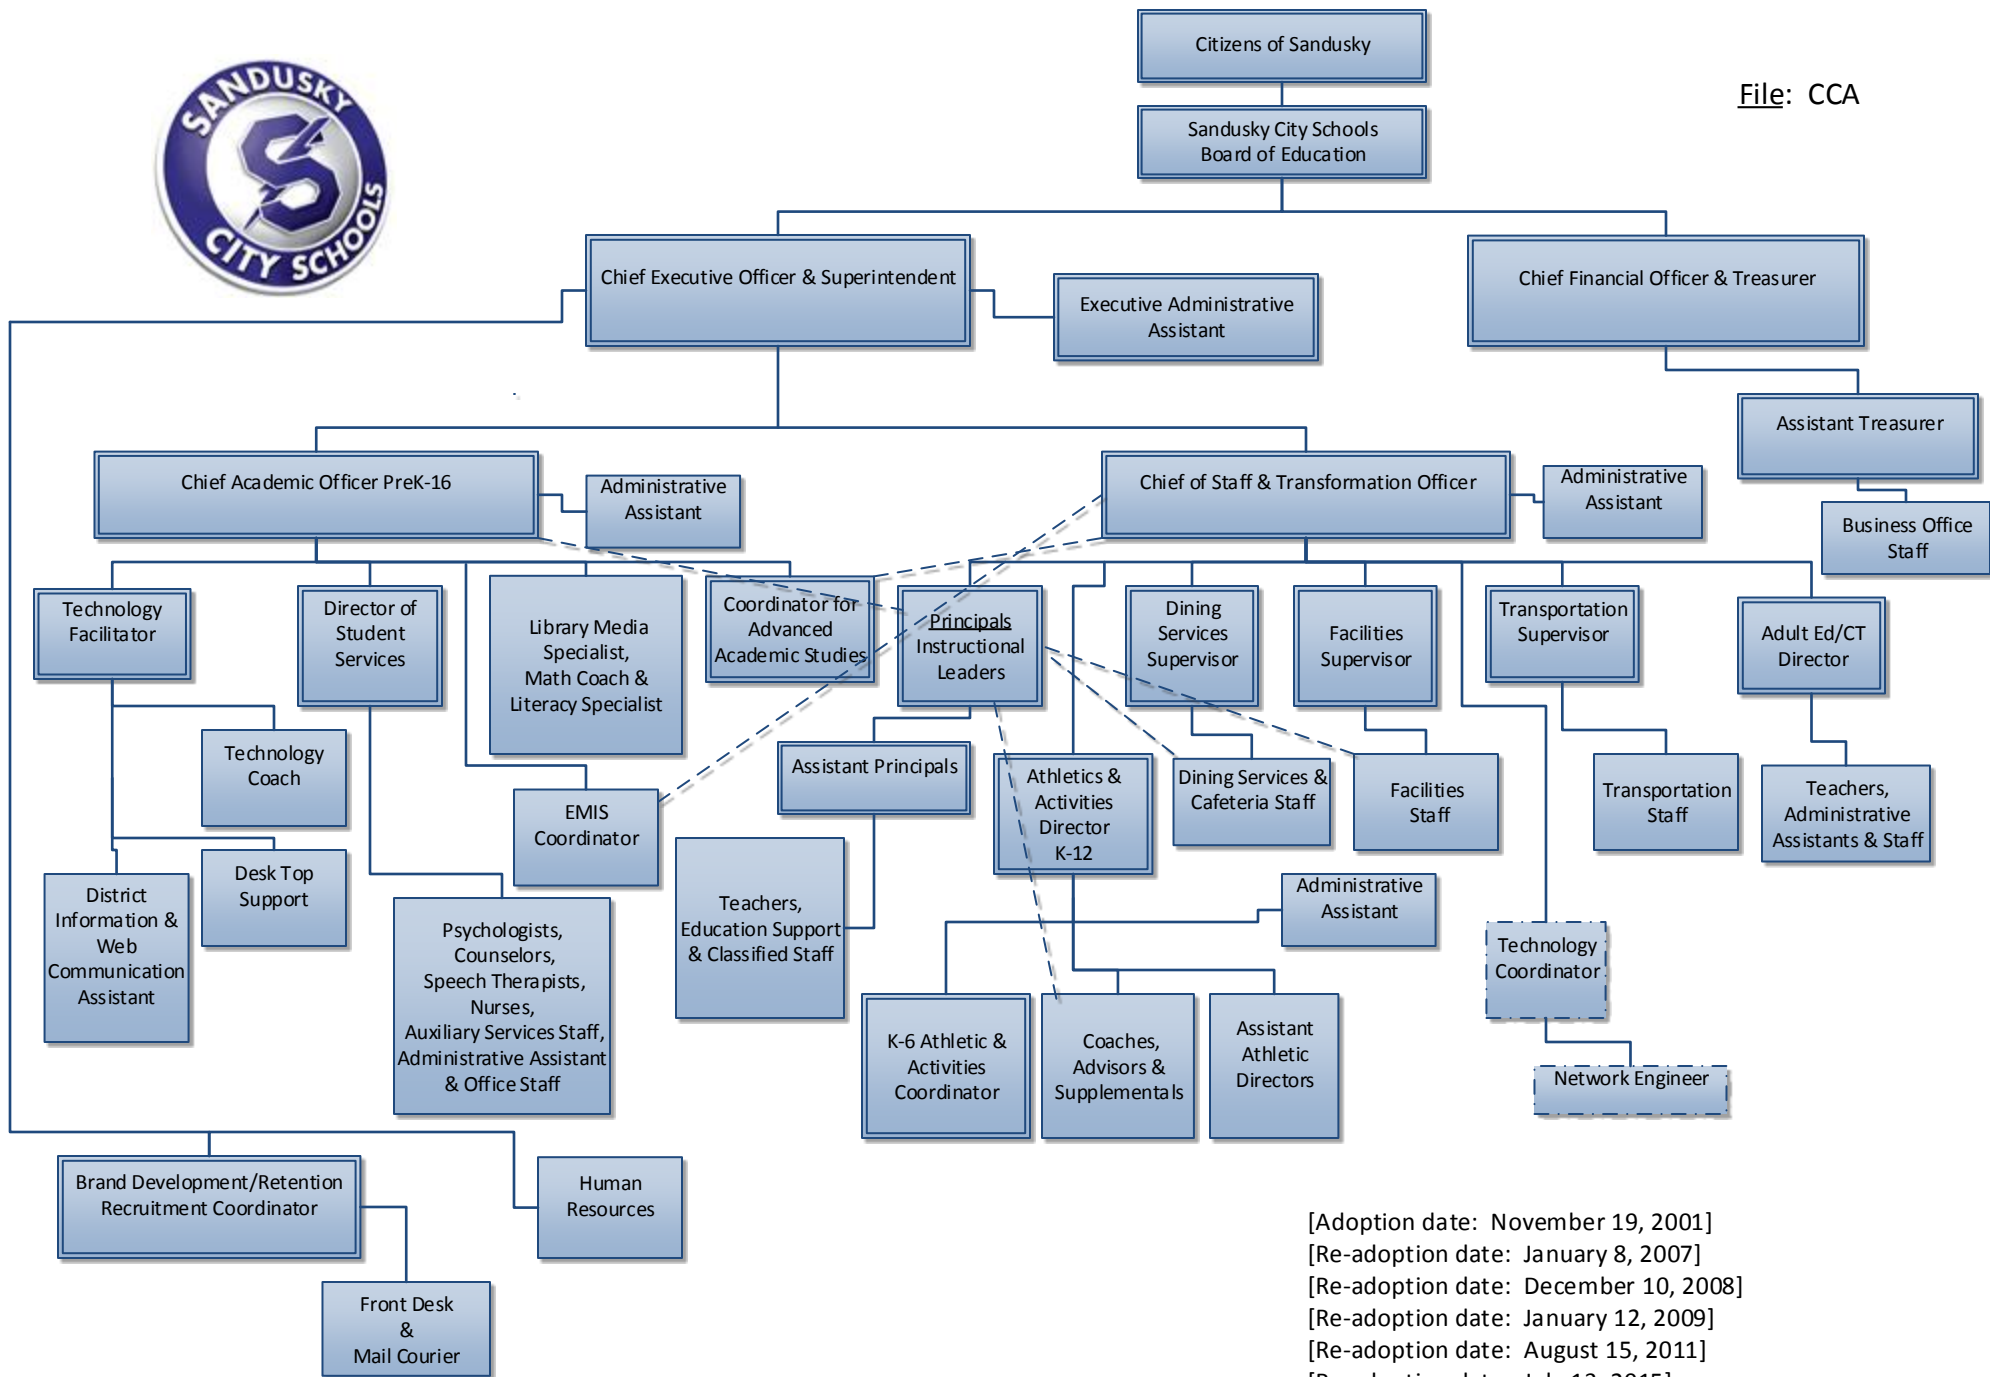 SANDUSKY
CITY SCHOOLS
Citizens of Sandusky
File: CCA
Sandusky City Schools
Board of Education
Chief Executive Officer & Superintendent
Executive Administrative
Assistant
Chief Financial Officer & Treasurer
Assistant Treasurer
Business Office
Staff
Chief Academic Officer PreK-16
Administrative
Assistant
Chief of Staff & Transformation Officer
Administrative
Assistant
Technology
Facilitator
Director of
Student
Services
Library Media
Specialist,
Math Coach &
Literacy Specialist
Coordinator for
Advanced
Academic Studies
Principals
Instructional
Leaders
Dining
Services
Supervisor
Facilities
Supervisor
Transportation
Supervisor
Adult Ed/CT
Director
Technology
Coach
EMIS
Coordinator
Assistant Principals
Athletics &
Activities
Director
K-12
Dining Services &
Cafeteria Staff
Facilities
Staff
Transportation
Staff
Teachers,
Administrative
Assistants & Staff
District
Information &
Web
Communication
Assistant
Desk Top
Support
Psychologists,
Counselors,
Speech Therapists,
Nurses,
Auxiliary Services Staff,
Administrative Assistant
& Office Staff
Teachers,
Education Support
& Classified Staff
Administrative
Assistant
Technology
Coordinator
K-6 Athletic &
Activities
Coordinator
Coaches,
Advisors &
Supplementals
Assistant
Athletic
Directors
Network Engineer
Brand Development/Retention
Recruitment Coordinator
Human
Resources
Front Desk
&
Mail Courier
[Adoption date: November 19, 2001]
[Re-adoption date: January 8, 2007]
[Re-adoption date: December 10, 2008]
[Re-adoption date: January 12, 2009]
[Re-adoption date: August 15, 2011]
[Re-adoption date: July 13, 2015]